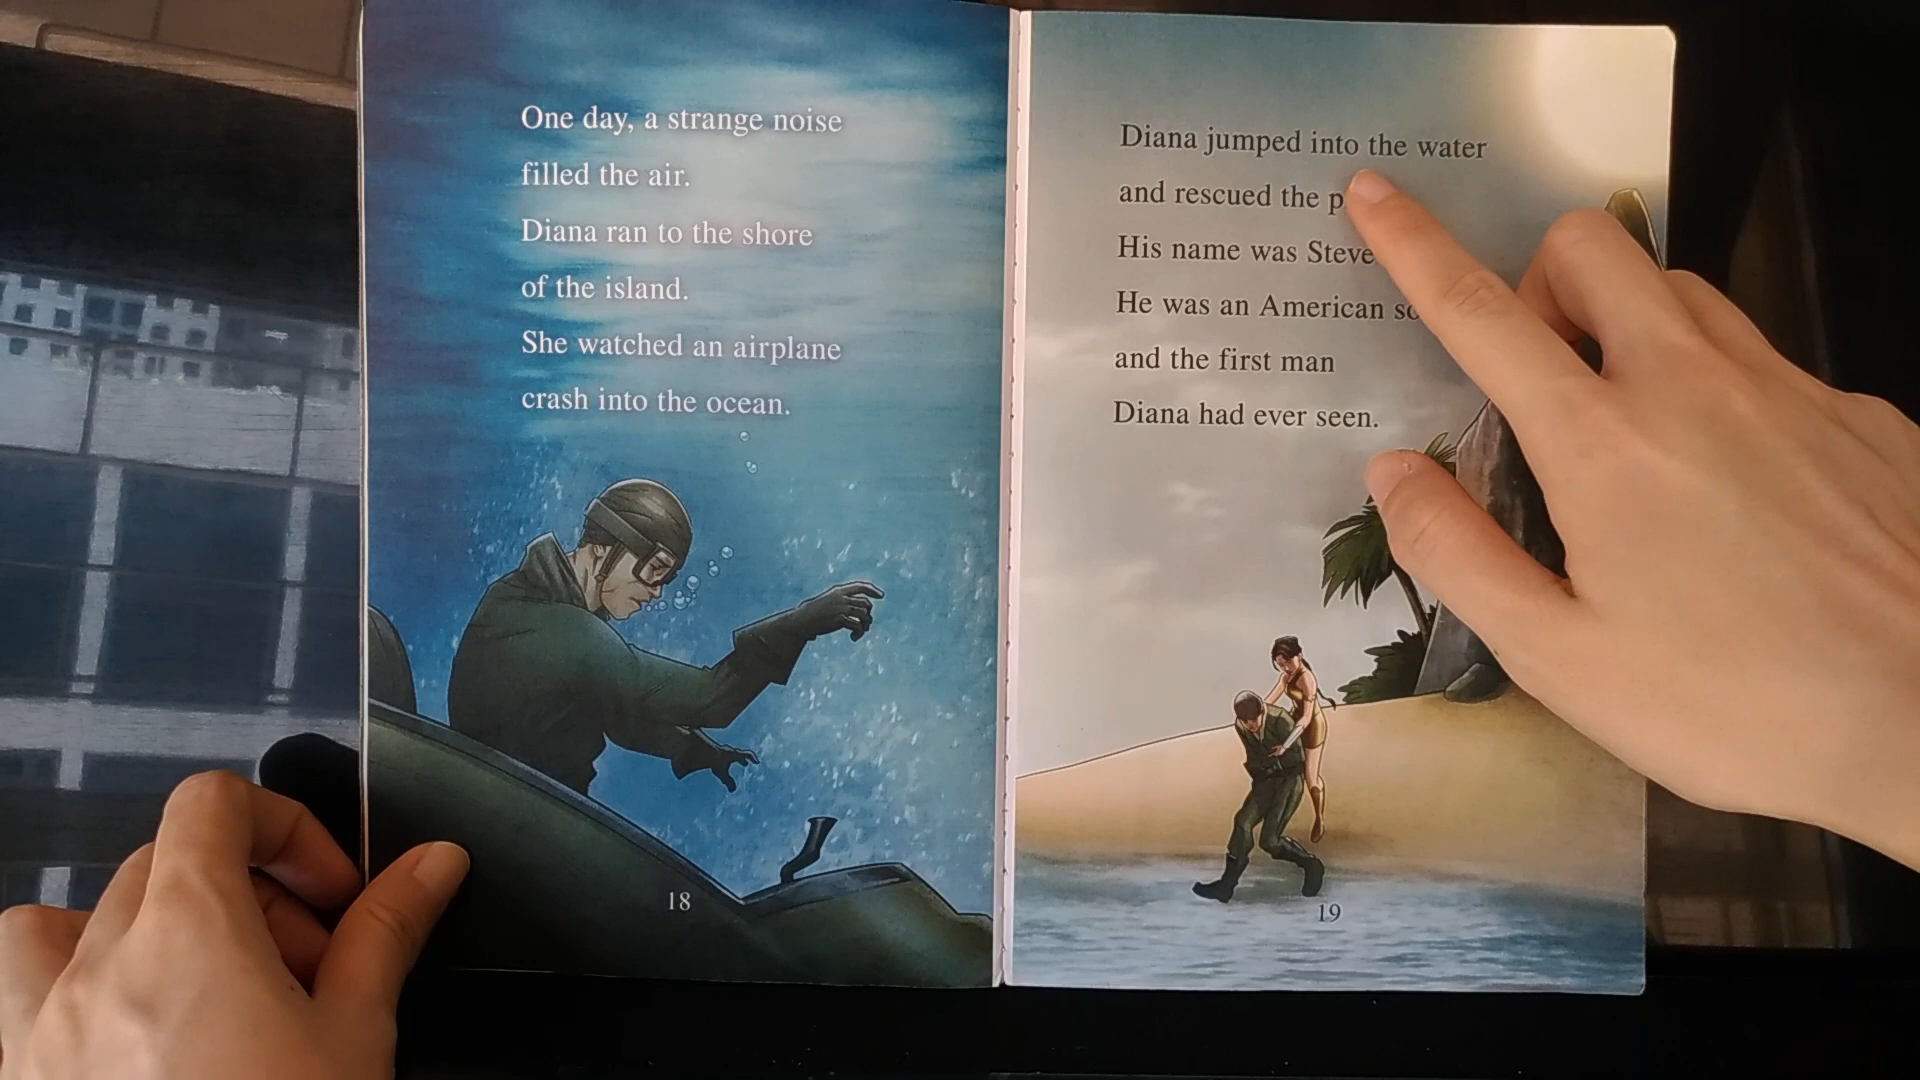 One day, a strange noise
filled the air.
Diana ran to the shore
of the island.
She watched an airplane
crash into the ocean.
18
Diana jumped into the water
and rescued the
His name was Steve
He was an American
and the first man
Diana had ever seen.
19